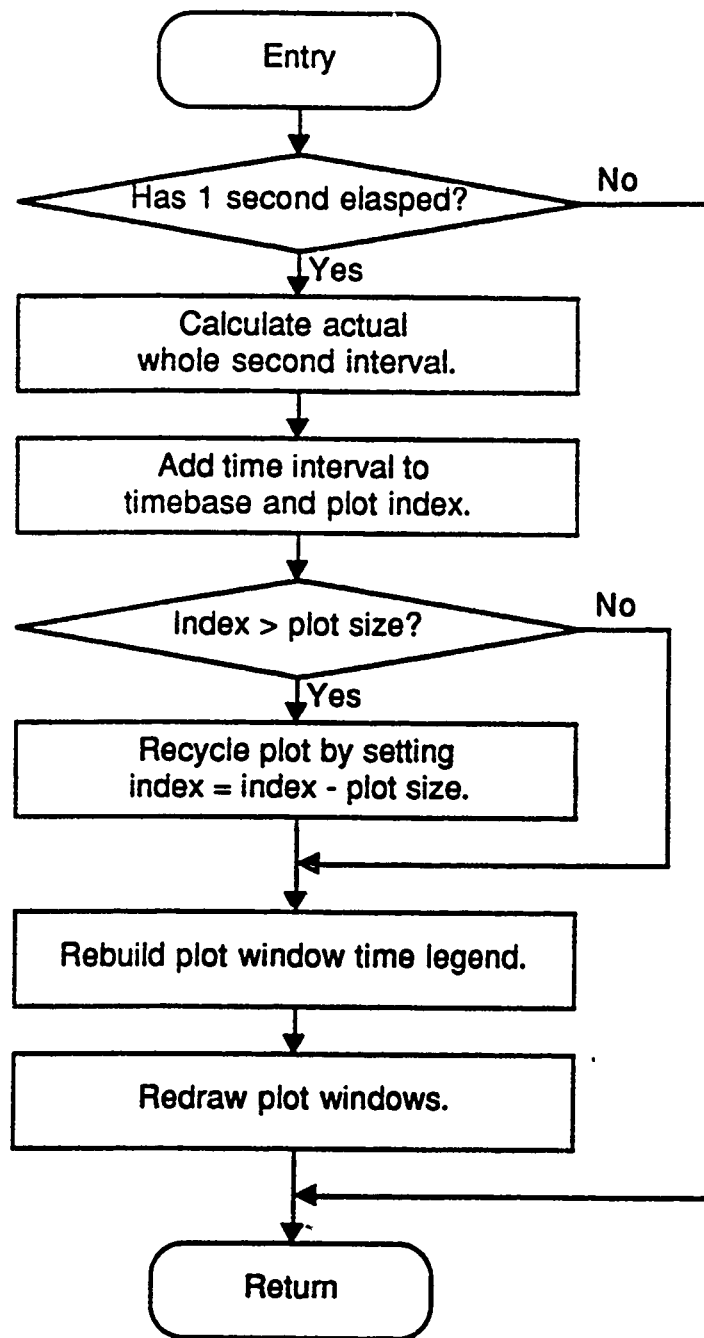 Entry
Has 1 second elasped?
No
Yes
Calculate actual
whole second interval.
Add time interval to
timebase and plot index.
Index > plot size?
No
Yes
Recycle plot by setting
index = index - plot size.
Rebuild plot window time legend.
Redraw plot windows.
Return